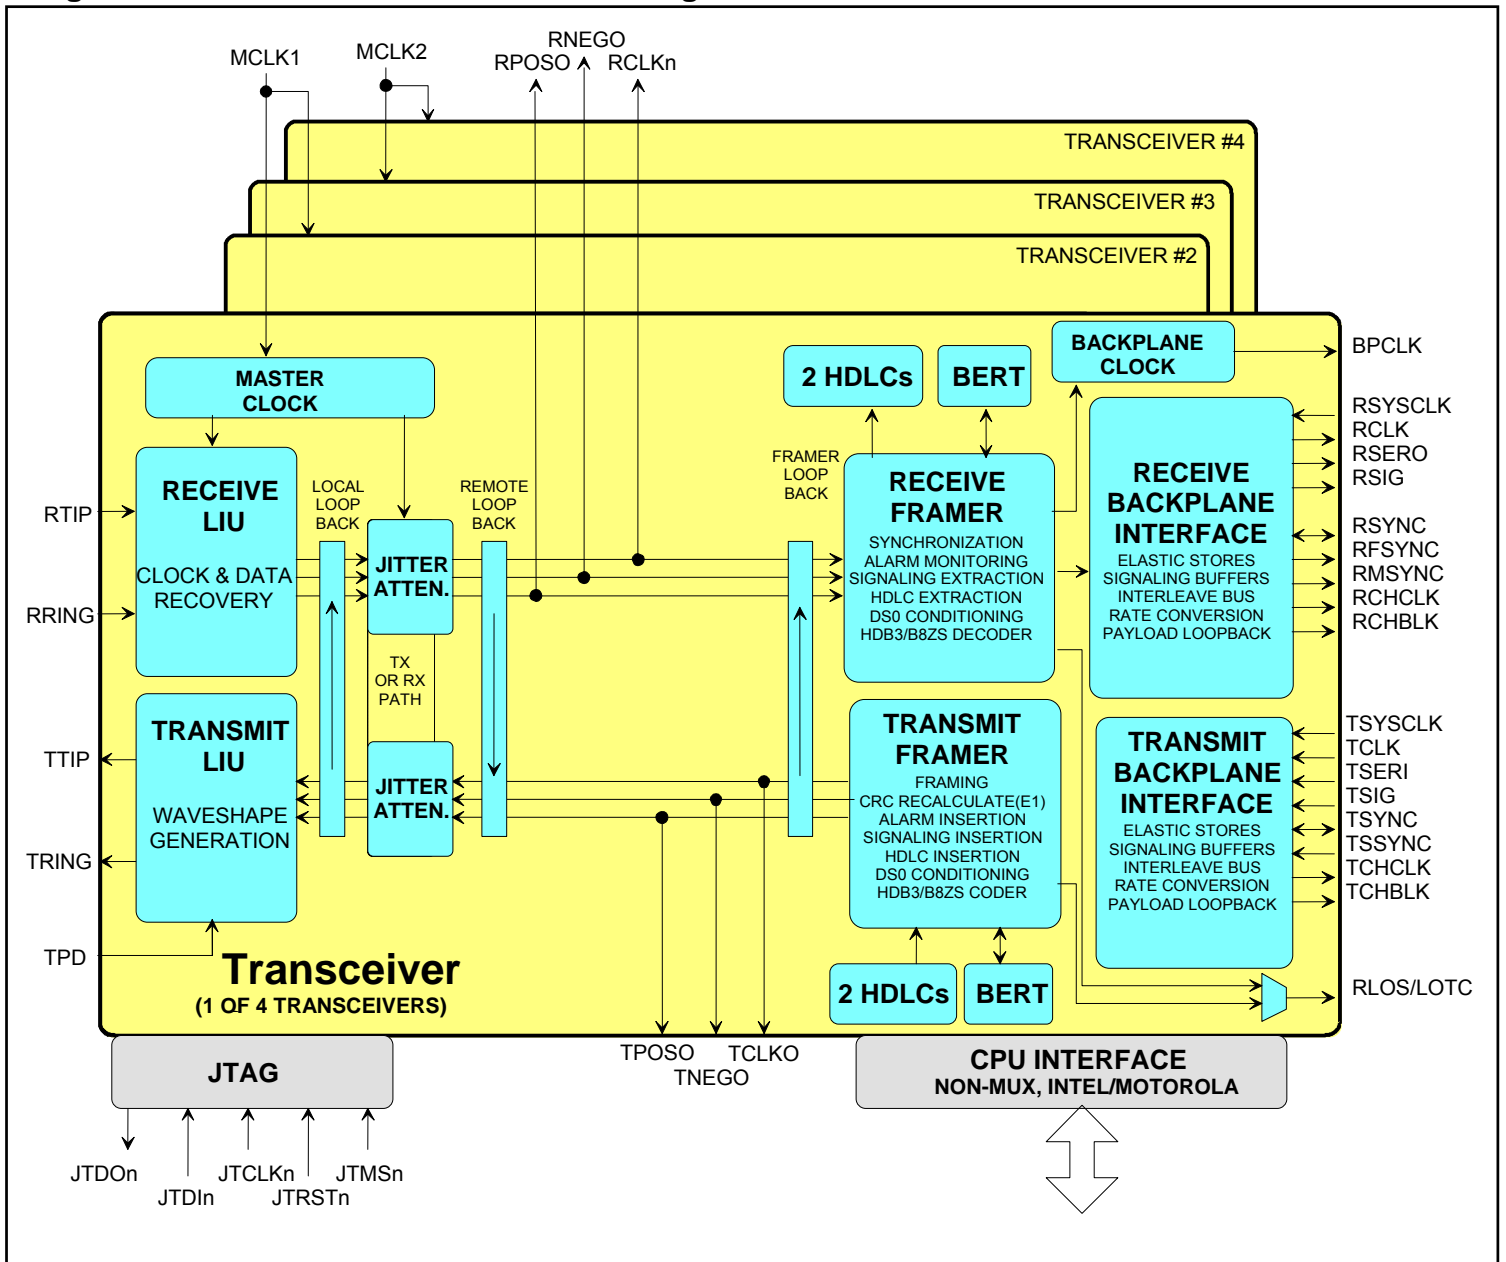 MCLK1
MCLK2
RNEGO
RPOSO
RCLKn
TRANSCEIVER #4
TRANSCEIVER #3
TRANSCEIVER #2
MASTER
CLOCK
2 HDLCs
BERT
BACKPLANE
CLOCK
BPCLK
RECEIVE
LIU
CLOCK & DATA
RECOVERY
RTIP
RRING
LOCAL
LOOP
BACK
JITTER
ATTEN.
REMOTE
LOOP
BACK
FRAMER
LOOP
BACK
RECEIVE
FRAMER
SYNCHRONIZATION
ALARM MONITORING
SIGNALING EXTRACTION
HDLC EXTRACTION
DS0 CONDITIONING
HDB3/B8ZS DECODER
RECEIVE
BACKPLANE
INTERFACE
ELASTIC STORES
SIGNALING BUFFERS
INTERLEAVE BUS
RATE CONVERSION
PAYLOAD LOOPBACK
RSYSCLK
RCLK
RSERO
RSIG
RSYNC
RFSYNC
RMSYNC
RCHCLK
RCHBLK
TX
OR RX
PATH
TRANSMIT
LIU
WAVESHAPE
GENERATION
TTIP
TRING
TPD
JITTER
ATTEN.
TRANSMIT
FRAMER
FRAMING
CRC RECALCULATE(E1)
ALARM INSERTION
SIGNALING INSERTION
HDLC INSERTION
DS0 CONDITIONING
HDB3/B8ZS CODER
TRANSMIT
BACKPLANE
INTERFACE
ELASTIC STORES
SIGNALING BUFFERS
INTERLEAVE BUS
RATE CONVERSION
PAYLOAD LOOPBACK
TSYSCLK
TCLK
TSERI
TSIG
TSYNC
TSSYNC
TCHCLK
TCHBLK
Transceiver
(1 OF 4 TRANSCEIVERS)
2 HDLCs
BERT
RLOS/LOTC
TPOSO
TNEGO
TCLKO
JTAG
CPU INTERFACE
NON-MUX, INTEL/MOTOROLA
JTDOn
JTDIn
JTCLKn
JTRSTn
JTMSn